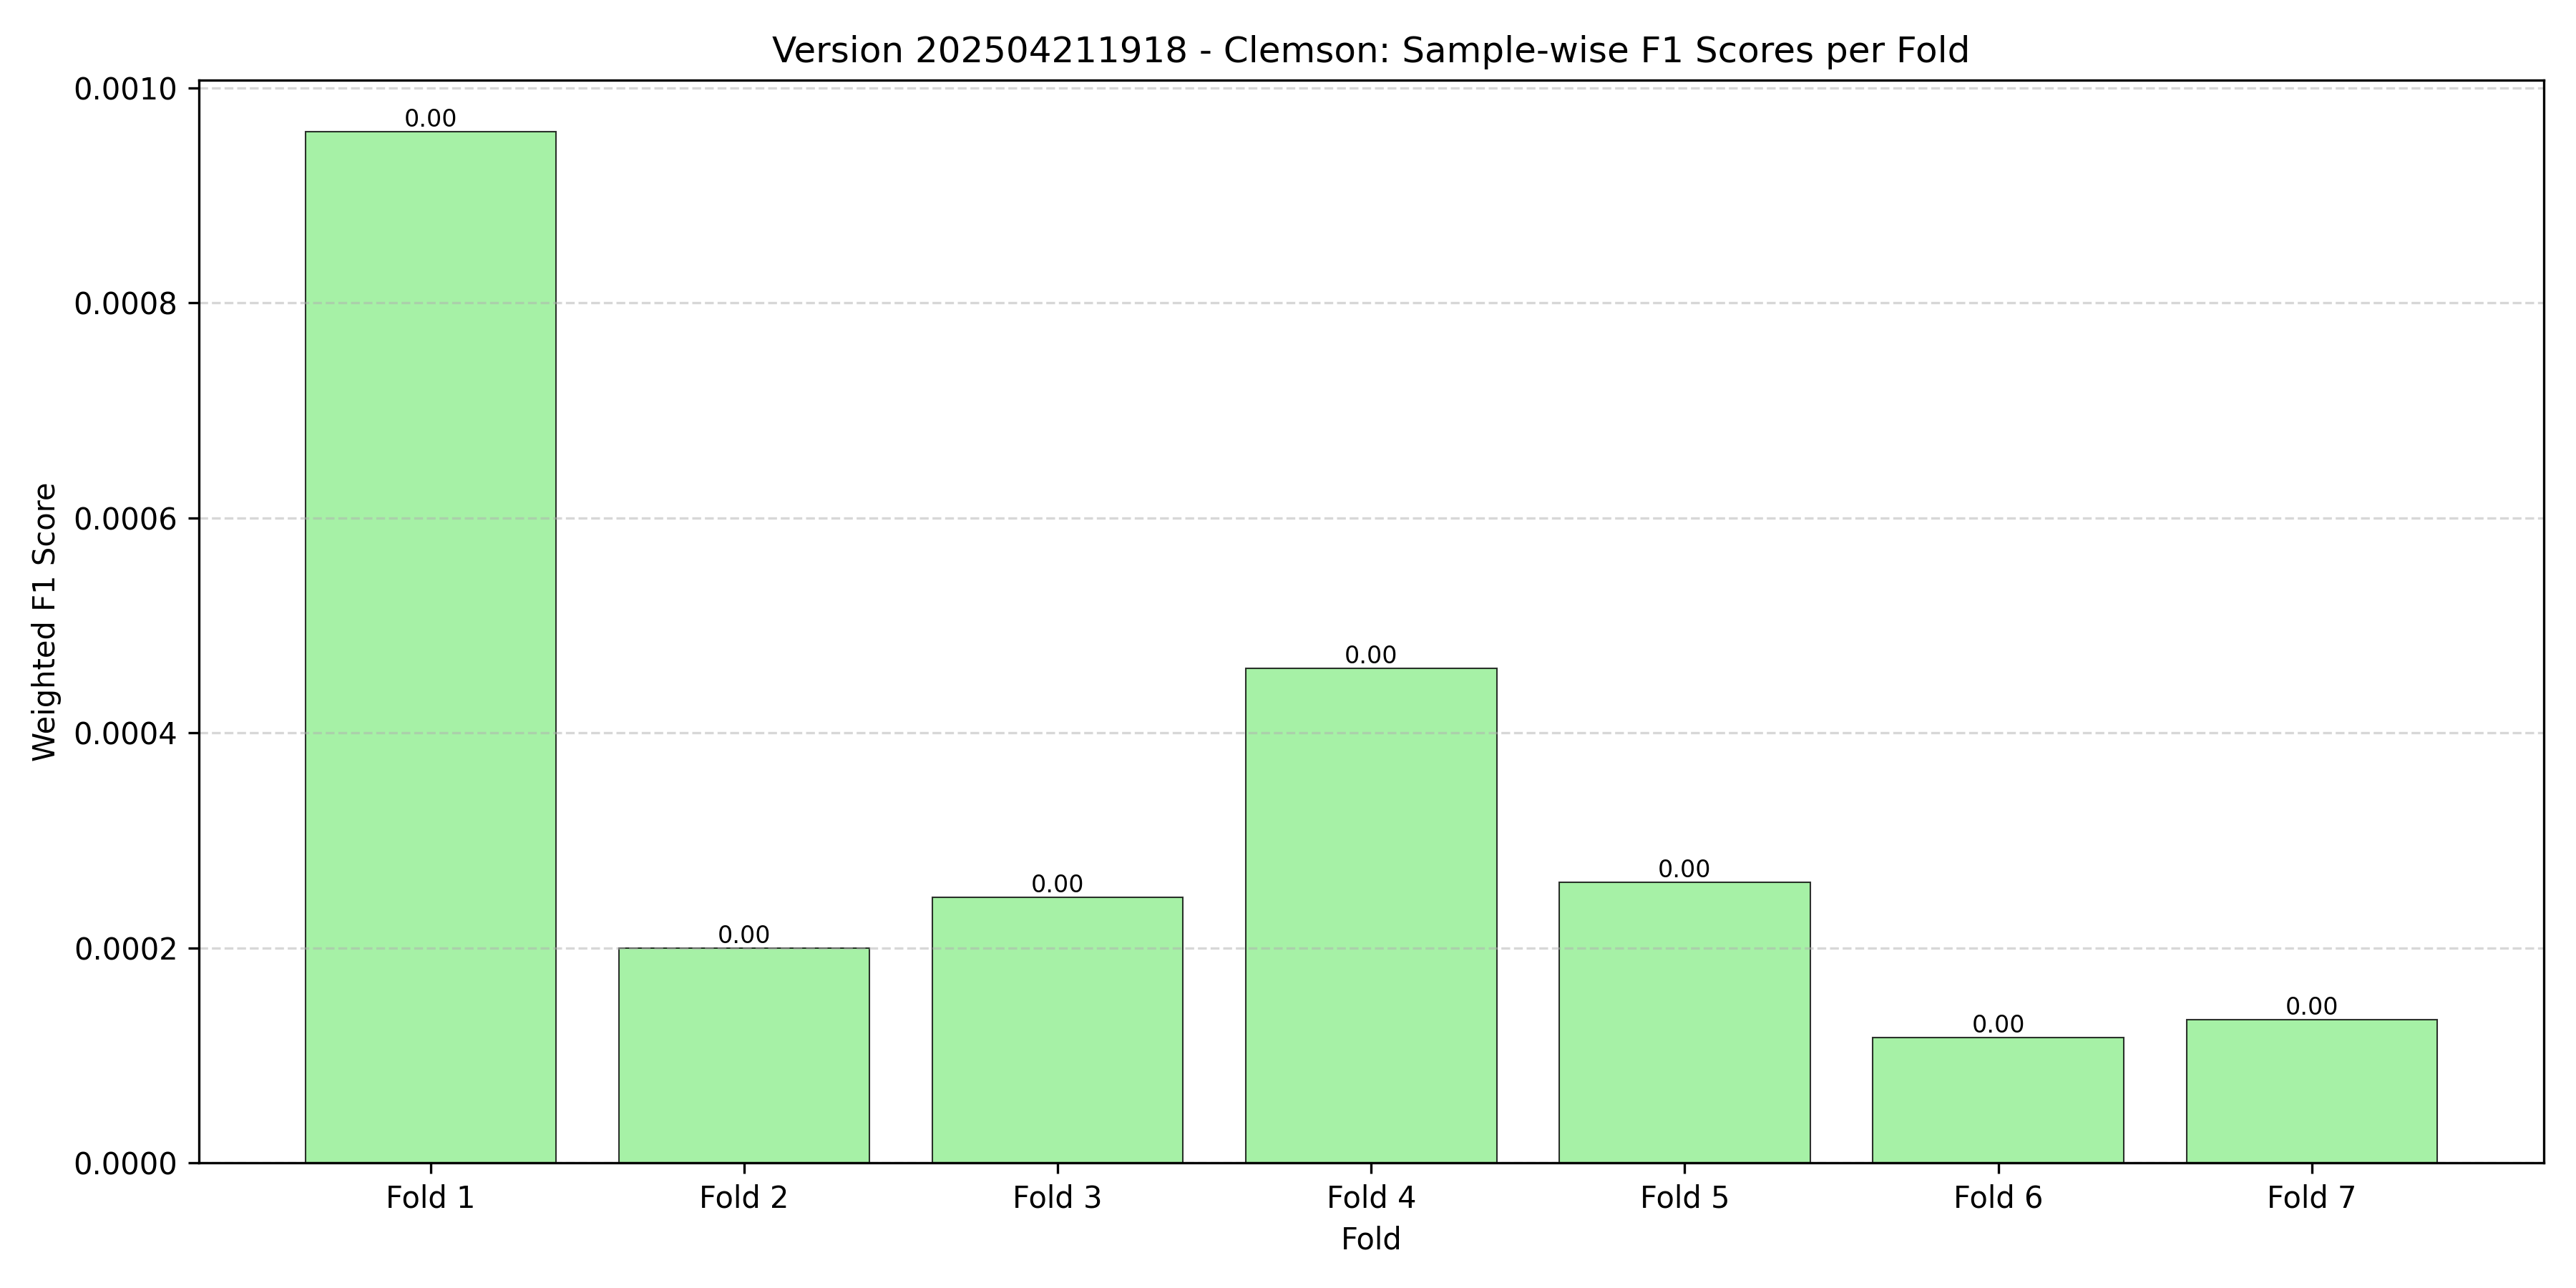 Version 202504211918 - Clemson: Sample-wise F1 Scores per Fold
Weighted F1 Score
0.0010
0.0008
0.0006
0.0004
0.0002
0.0000
0.00
0.00
0.00
0.00
0.00
0.00
0.00
Fold 1
Fold 2
Fold 3
Fold 4
Fold 5
Fold 6
Fold 7
Fold